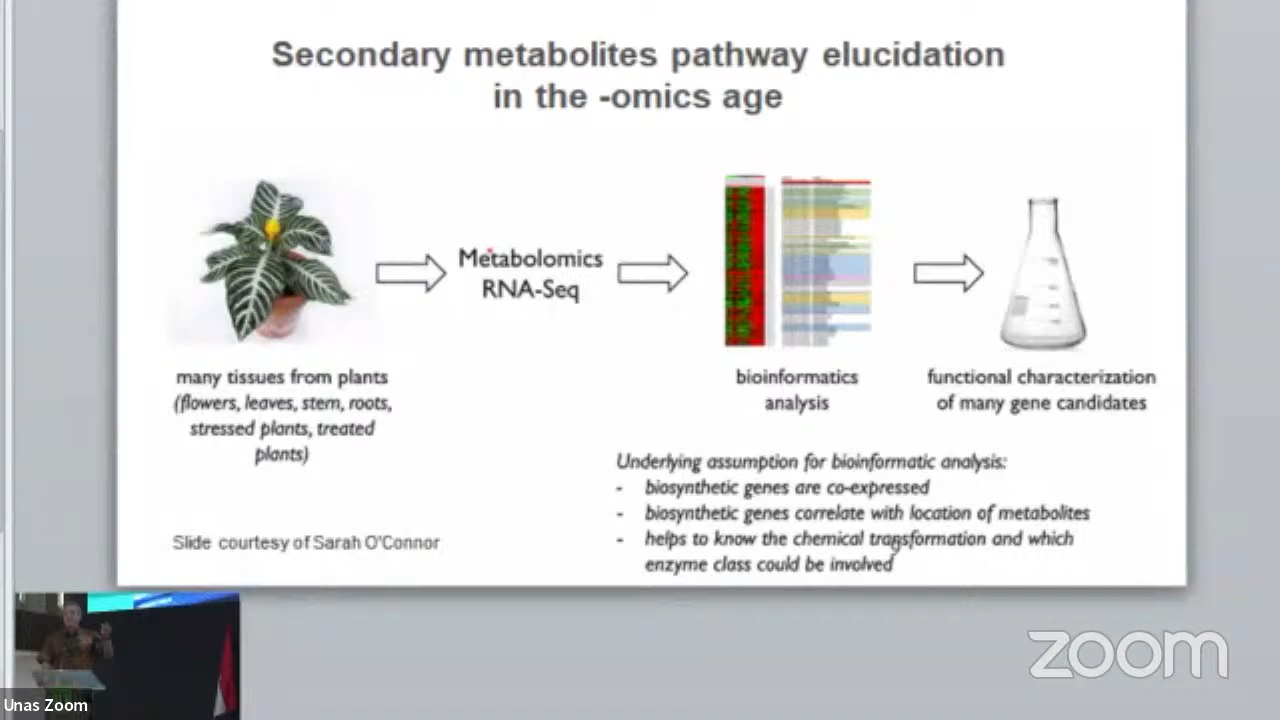 Secondary metabolites pathway elucidation
in the -omics age
Metabolomics
RNA-Seq
many tissues from plants
(flowers, leaves, stem, roots,
stressed plants, treated
plants)
bioinformatics
analysis
functional characterization
of many gene candidates
Underlying assumption for bioinformatic analysis:
- biosynthetic genes are co-expressed
- biosynthetic genes correlate with location of metabolites
- helps to know the chemical transformation and which
enzyme class could be involved
Slide courtesy of Sarah O'Connor
zoom
Unas Zoom